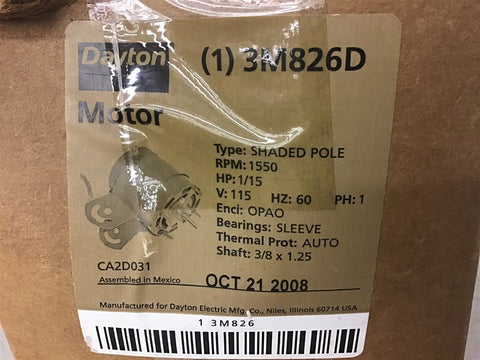 Dayton
(1) 3M826D
Motor
Type: SHADED POLE
RPM: 1550
HP: 1/15
V: 115 HZ: 60 PH: 1
Encl: OPAO
Bearings: SLEEVE
Thermal Prot: AUTO
Shaft: 3/8 x 1.25
CA2D031
Assembled in Mexico
OCT 21 2008
Manufactured for Dayton Electric Mfg. Co., Niles, Illinois 60714 USA
1 3M826